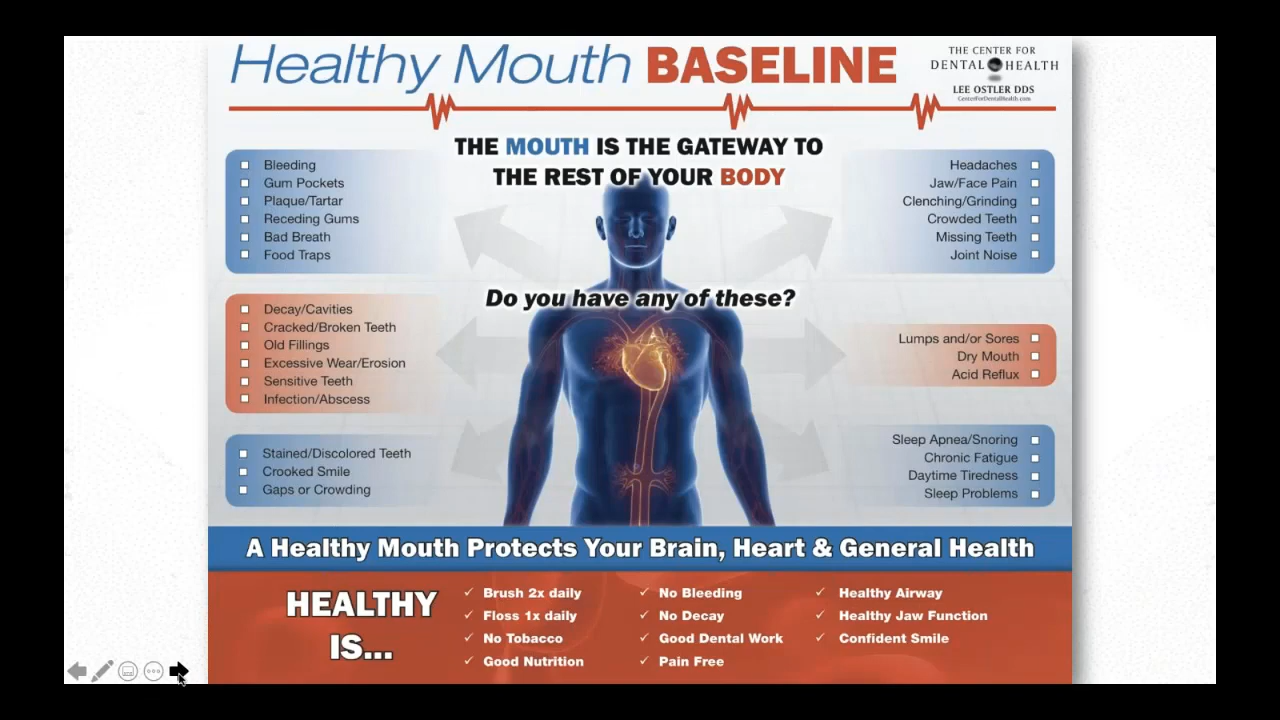 Healthy Mouth BASELINE
THE CENTER FOR
DENTAL HEALTH
LEE OSTLER DDS
CenterForDentalHealth.com
THE MOUTH IS THE GATEWAY TO
THE REST OF YOUR BODY
Bleeding
Gum Pockets
Plaque/Tartar
Receding Gums
Bad Breath
Food Traps
Headaches
Jaw/Face Pain
Clenching/Grinding
Crowded Teeth
Missing Teeth
Joint Noise
Do you have any of these?
Decay/Cavities
Cracked/Broken Teeth
Old Fillings
Excessive Wear/Erosion
Sensitive Teeth
Infection/Abscess
Lumps and/or Sores
Dry Mouth
Acid Reflux
Stained/Discolored Teeth
Crooked Smile
Gaps or Crowding
Sleep Apnea/Snoring
Chronic Fatigue
Daytime Tiredness
Sleep Problems
A Healthy Mouth Protects Your Brain, Heart & General Health
HEALTHY
IS...
Brush 2x daily
Floss 1x daily
No Tobacco
Good Nutrition
No Bleeding
No Decay
Good Dental Work
Pain Free
Healthy Airway
Healthy Jaw Function
Confident Smile